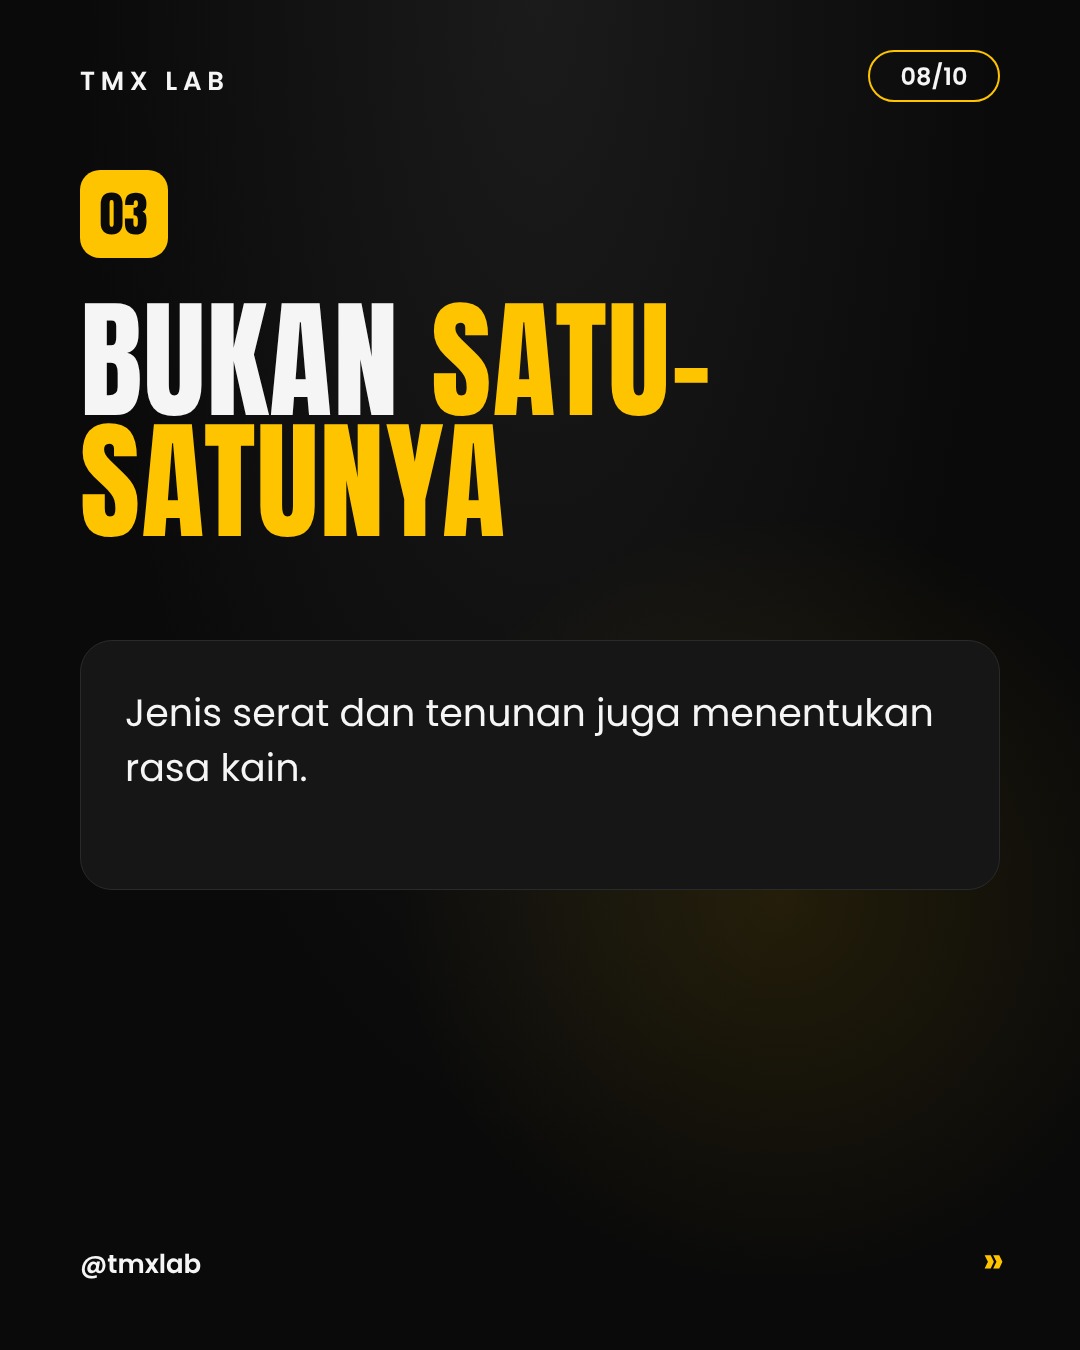 TMX LAB
08/10
03
BUKAN SATU-
SATUNYA
Jenis serat dan tenunan juga menentukan
rasa kain.
@tmxlab
»